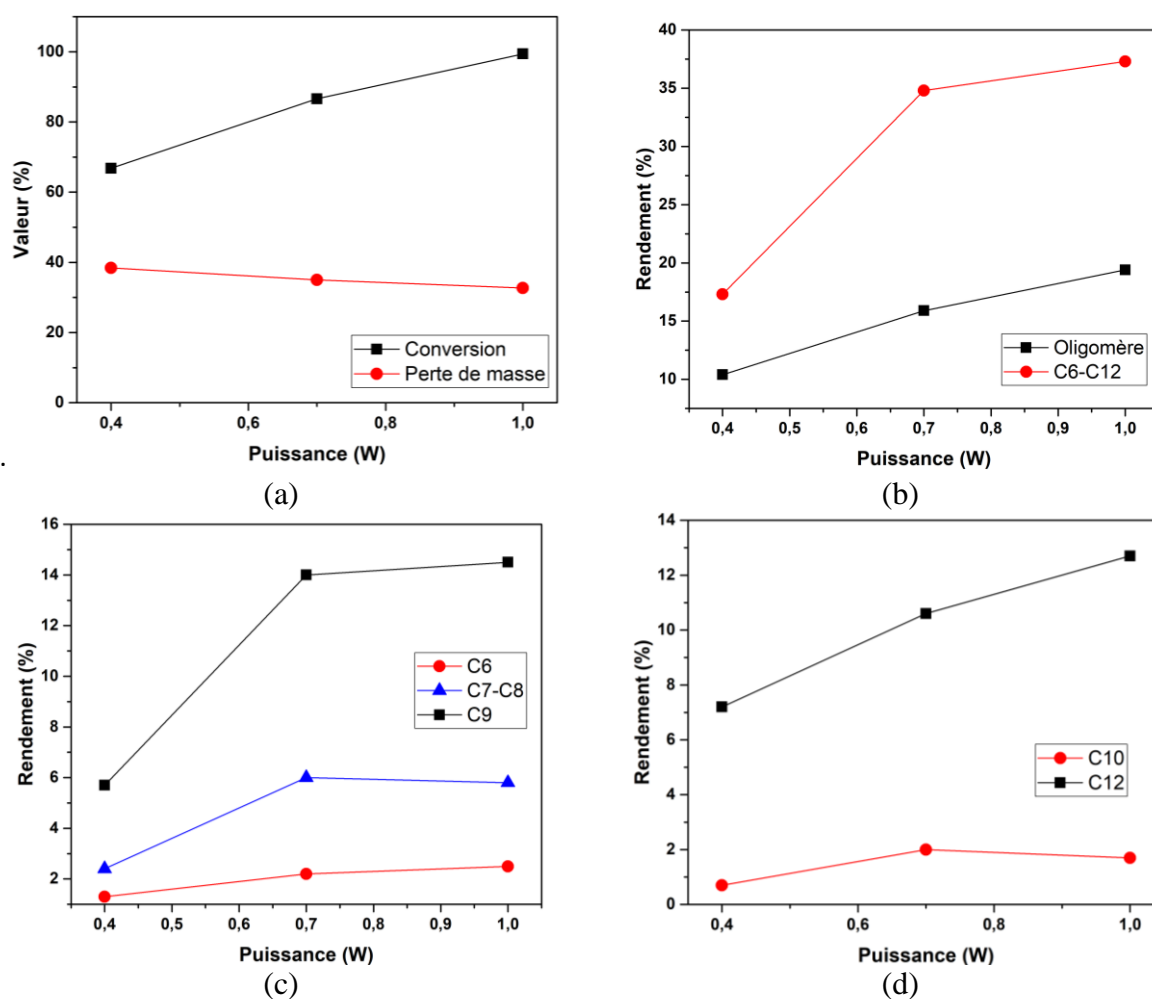 100
80
60
40
20
0
Valeur (%)
Conversion
Perte de masse
0,4
0,6
0,8
1,0
Puissance (W)
.
(a)
40
35
30
25
20
15
10
Rendement (%)
Oligomère
C6-C12
0,4
0,5
0,6
0,7
0,8
0,9
1,0
Puissance (W)
(b)
16
14
12
10
8
6
4
2
Rendement (%)
C6
C7-C8
C9
0,4
0,5
0,6
0,7
0,8
0,9
1,0
Puissance (W)
(c)
14
12
10
8
6
4
2
0
Rendement (%)
C10
C12
0,4
0,6
0,8
1,0
Puissance (W)
(d)